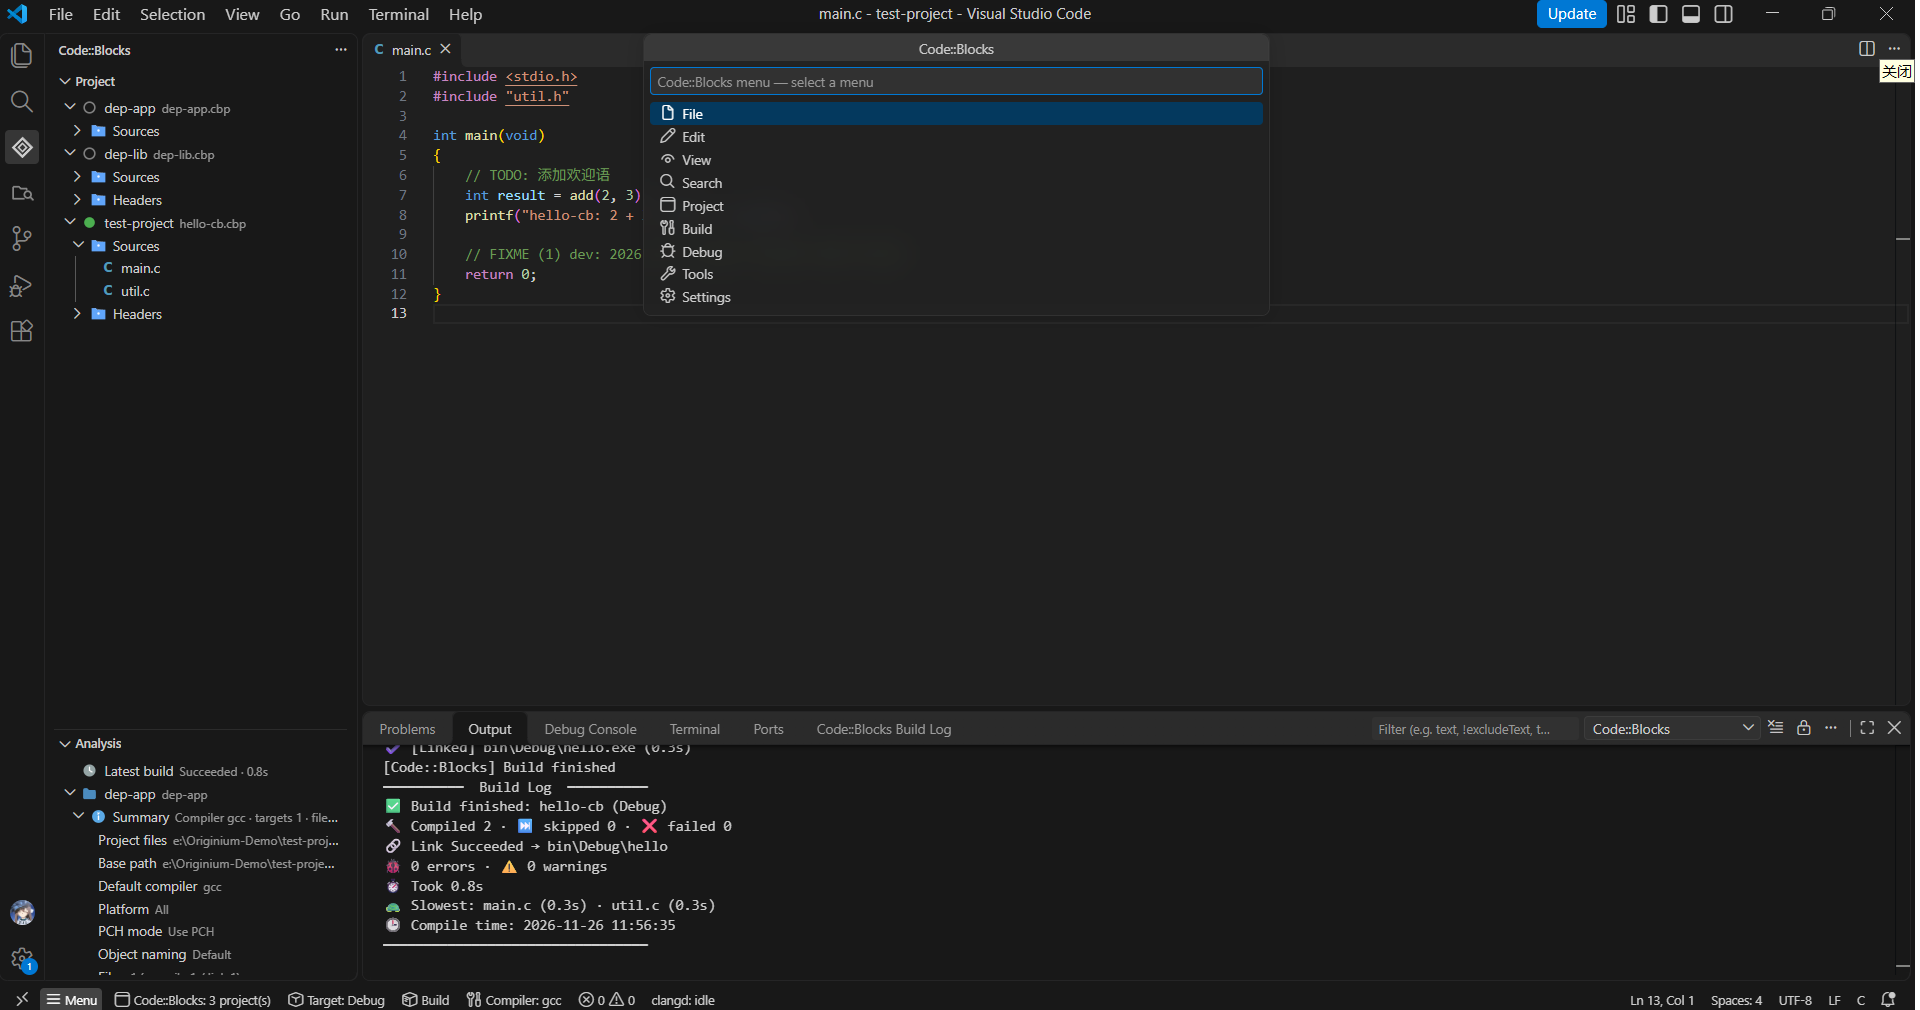 File Edit Selection View Go Run Terminal Help
main.c - test-project - Visual Studio Code
Update
Code::Blocks
Project
dep-app dep-app.cbp
Sources
dep-lib dep-lib.cbp
Sources
Headers
test-project hello-cb.cbp
Sources
C main.c
C util.c
Headers
Analysis
Latest build Succeeded · 0.8s
dep-app dep-app
Summary Compiler gcc · targets 1 · file...
Project files e:\Originium-Demo\test-proj...
Base path e:\Originium-Demo\test-proje...
Default compiler gcc
Platform All
PCH mode Use PCH
Object naming Default
C main.c
关闭
1 #include <stdio.h>
2 #include "util.h"
3
4 int main(void)
5 {
6 // TODO: 添加欢迎语
7 int result = add(2, 3)
8 printf("hello-cb: 2 +
9
10 // FIXME (1) dev: 2026
11 return 0;
12 }
13
Code::Blocks
Code::Blocks menu — select a menu
File
Edit
View
Search
Project
Build
Debug
Tools
Settings
Problems Output Debug Console Terminal Ports Code::Blocks Build Log
Filter (e.g. text, !excludeText, t...
Code::Blocks
[Linked] bin\Debug\hello.exe (0.3s)
[Code::Blocks] Build finished
Build Log
Build finished: hello-cb (Debug)
Compiled 2 · skipped 0 · failed 0
Link Succeeded → bin\Debug\hello
0 errors · 0 warnings
Took 0.8s
Slowest: main.c (0.3s) · util.c (0.3s)
Compile time: 2026-11-26 11:56:35
1
Menu Code::Blocks: 3 project(s) Target: Debug Build Compiler: gcc 0 0 clangd: idle
Ln 13, Col 1 Spaces: 4 UTF-8 LF C